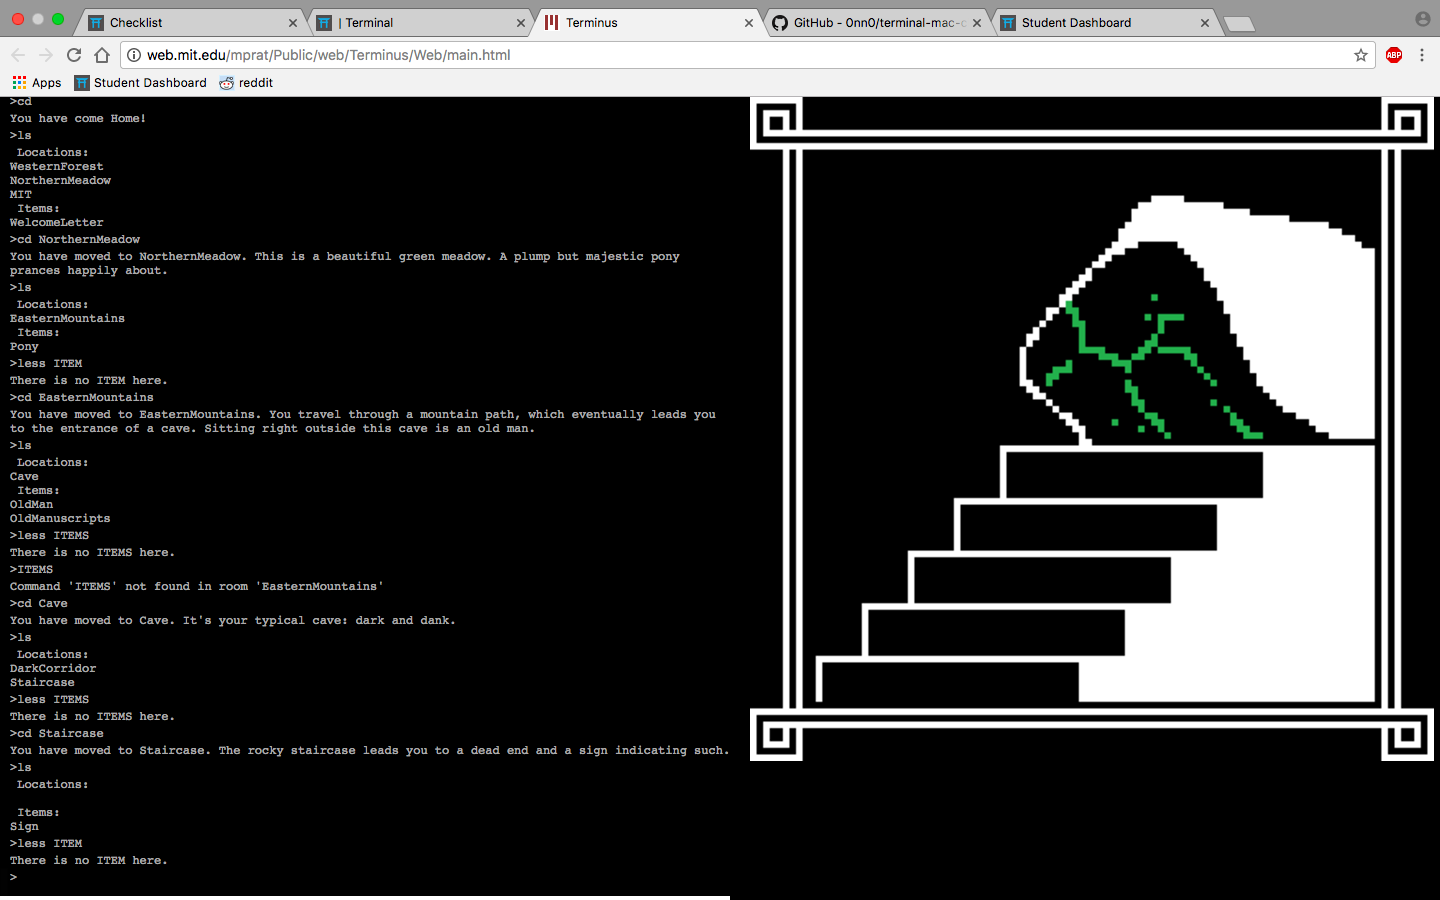 Checklist
| Terminal
Terminus
GitHub - 0nn0/terminal-mac-
Student Dashboard
web.mit.edu/mprat/Public/web/Terminus/Web/main.html
ABP
Apps
Student Dashboard
reddit
>cd
You have come Home!
>ls
Locations:
WesternForest
NorthernMeadow
MIT
Items:
WelcomeLetter
>cd NorthernMeadow
You have moved to NorthernMeadow. This is a beautiful green meadow. A plump but majestic pony
prances happily about.
>ls
Locations:
EasternMountains
Items:
Pony
>less ITEM
There is no ITEM here.
>cd EasternMountains
You have moved to EasternMountains. You travel through a mountain path, which eventually leads you
to the entrance of a cave. Sitting right outside this cave is an old man.
>ls
Locations:
Cave
Items:
OldMan
OldManuscripts
>less ITEMS
There is no ITEMS here.
>ITEMS
Command 'ITEMS' not found in room 'EasternMountains'
>cd Cave
You have moved to Cave. It's your typical cave: dark and dank.
>ls
Locations:
DarkCorridor
Staircase
>less ITEMS
There is no ITEMS here.
>cd Staircase
You have moved to Staircase. The rocky staircase leads you to a dead end and a sign indicating such.
>ls
Locations:
Items:
Sign
>less ITEM
There is no ITEM here.
>